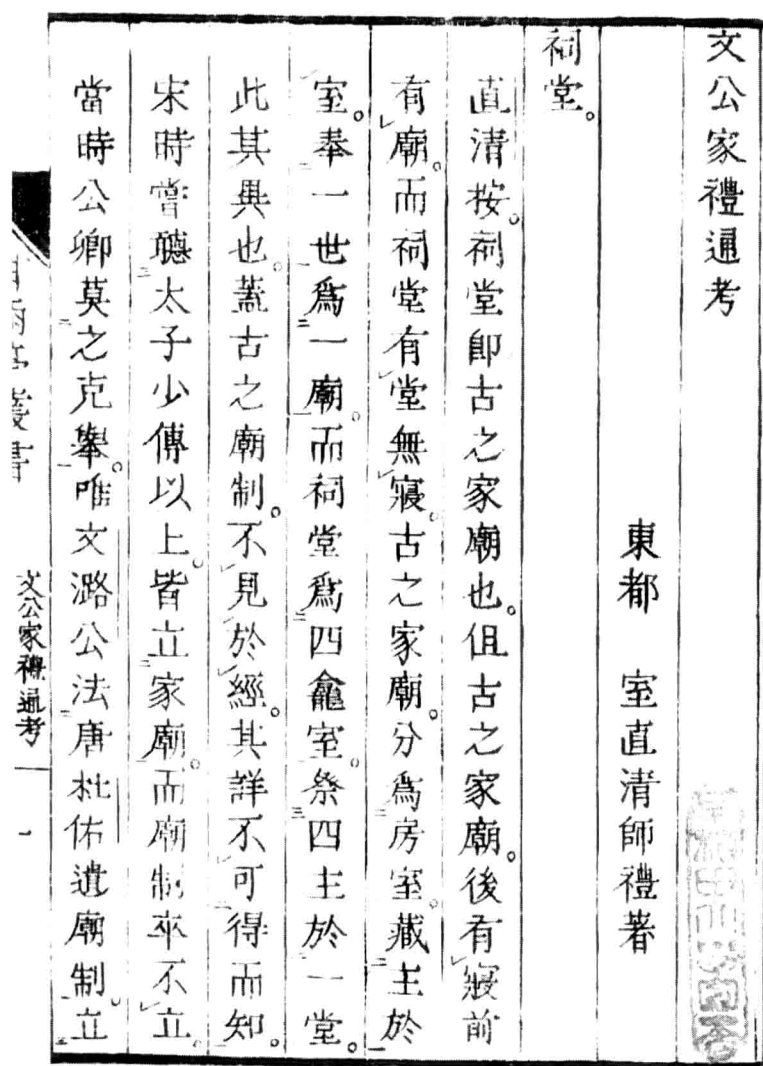 文公家禮通考
東都　室直清師禮著
祠堂。
直清按。祠堂卽古之家廟也。但古之家廟。後有寢前
有廟。而祠堂有堂無寢。古之家廟。分爲房室。藏主於
室。奉一世爲一廟。而祠堂爲四龕室。祭四主於一堂。
此其異也。蓋古之廟制。不見於經。其詳不可得而知。
宋時嘗聽太子少傅以上。皆立家廟。而廟制卒不立。
當時公卿莫之克舉。唯文潞公法唐杜佑遺廟制。立
叢書
文公家禮通考
一